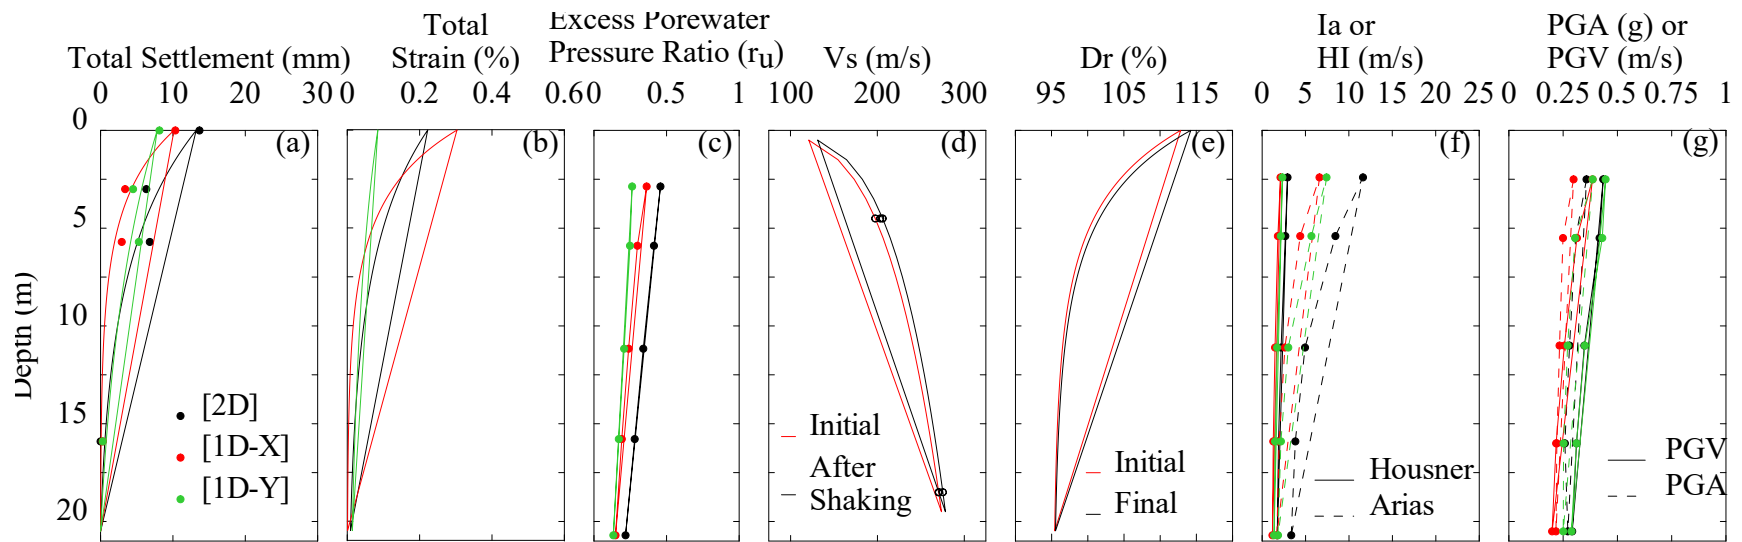 Total Settlement (mm)
0 10 20 30
Total
Strain (%)
0 0.2 0.4 0.6
Excess Porewater
Pressure Ratio (ru)
0 0.5 1
Vs (m/s)
100 200 300
Dr (%)
95 105 115
Ia or
HI (m/s)
0 5 10 15 20 25
PGA (g) or
PGV (m/s)
0 0.25 0.5 0.75 1
Depth (m)
0
5
10
15
20
(a)
(b)
(c)
(d)
(e)
(f)
(g)
[2D]
[1D-X]
[1D-Y]
Initial
After
Shaking
Initial
Final
Housner
Arias
PGV
PGA